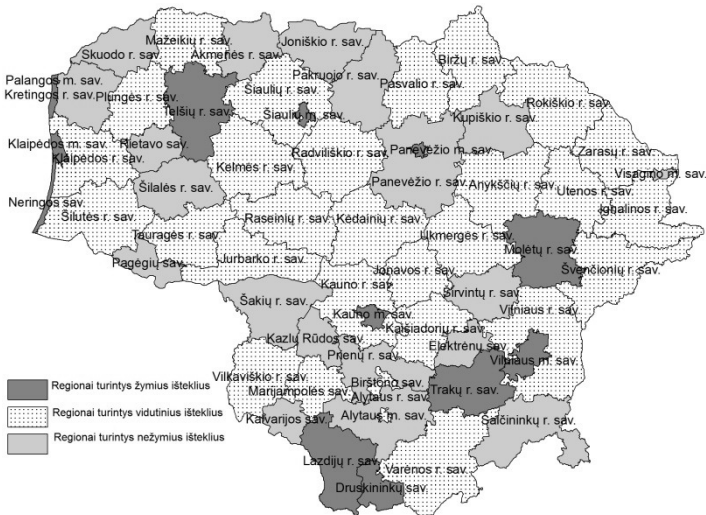 Mažeikių r. sav.
Skuodo r. sav.
Akmenės r. sav.
Joniškio r. sav.
Biržų r. sav.
Palangos m. sav.
Kretingos r. sav.
Plungės r. sav.
Telšių r. sav.
Šiaulių r. sav.
Pakruojo r. sav.
Pasvalio r. sav.
Rokiškio r. sav.
Šiaulių m. sav.
Kupiškio r. sav.
Klaipėdos m. sav.
Klaipėdos r. sav.
Rietavo sav.
Kelmės r. sav.
Radviliškio r. sav.
Panevėžio m. sav.
Panevėžio r. sav.
Anykščių r. sav.
Zarasų r. sav.
Visagino m. sav.
Utenos r. sav.
Ignalinos r. sav.
Neringos sav.
Šilutės r. sav.
Šilalės r. sav.
Raseinių r. sav.
Kėdainių r. sav.
Tauragės r. sav.
Ukmergės r. sav.
Molėtų r. sav.
Švenčionių r. sav.
Pagėgių sav.
Jurbarko r. sav.
Jonavos r. sav.
Kauno r. sav.
Širvintų r. sav.
Šakių r. sav.
Kauno m. sav.
Kaišiadorių r. sav.
Vilniaus r. sav.
Kazlų Rūdos sav.
Elektrėnų sav.
Prienų r. sav.
Vilniaus m. sav.
Vilkaviškio r. sav.
Birštono sav.
Trakų r. sav.
Marijampolės sav.
Alytaus r. sav.
Kalvarijos sav.
Alytaus m. sav.
Šalčininkų r. sav.
Lazdijų r. sav.
Varėnos r. sav.
Druskininkų sav.
Regionai turintys žymius išteklius
Regionai turintys vidutinius išteklius
Regionai turintys nežymius išteklius